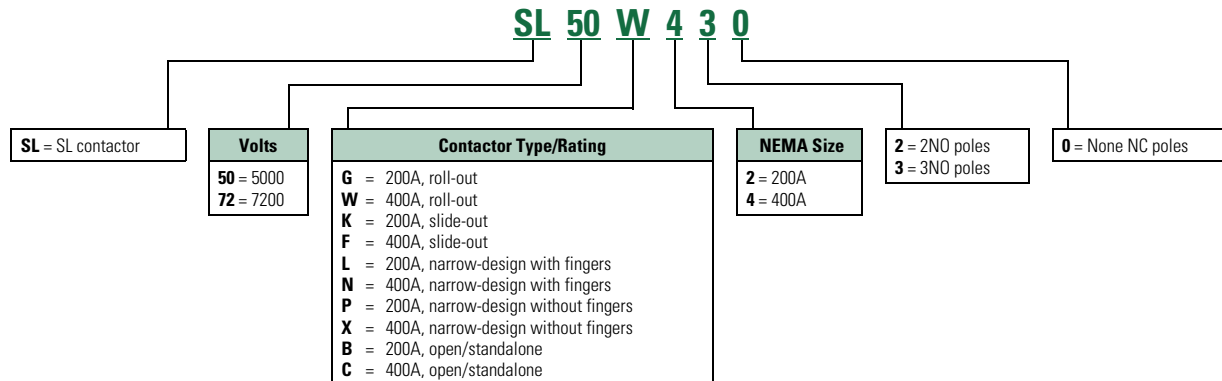 SL 50 W 4 3 0
SL = SL contactor
Volts
50 = 5000
72 = 7200
Contactor Type/Rating
G = 200A, roll-out
W = 400A, roll-out
K = 200A, slide-out
F = 400A, slide-out
L = 200A, narrow-design with fingers
N = 400A, narrow-design with fingers
P = 200A, narrow-design without fingers
X = 400A, narrow-design without fingers
B = 200A, open/standalone
C = 400A, open/standalone
NEMA Size
2 = 200A
4 = 400A
2 = 2NO poles
3 = 3NO poles
0 = None NC poles